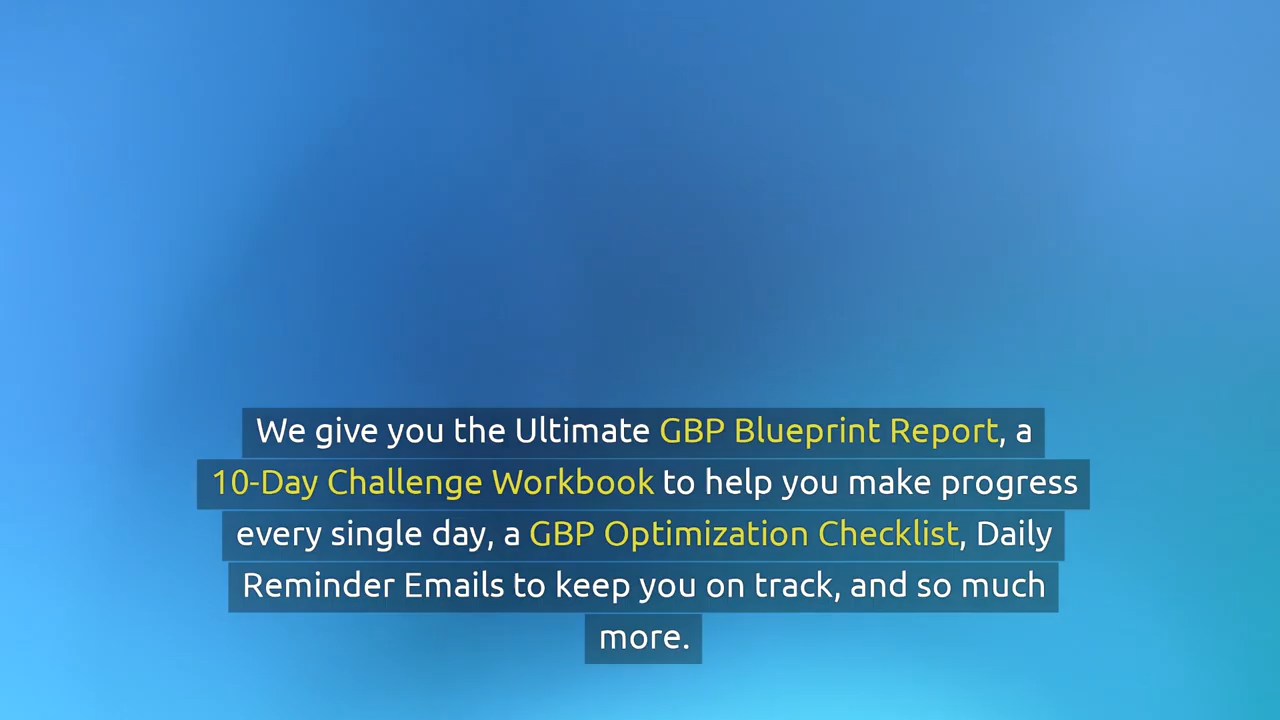 We give you the Ultimate GBP Blueprint Report, a
10-Day Challenge Workbook to help you make progress
every single day, a GBP Optimization Checklist, Daily
Reminder Emails to keep you on track, and so much
more.